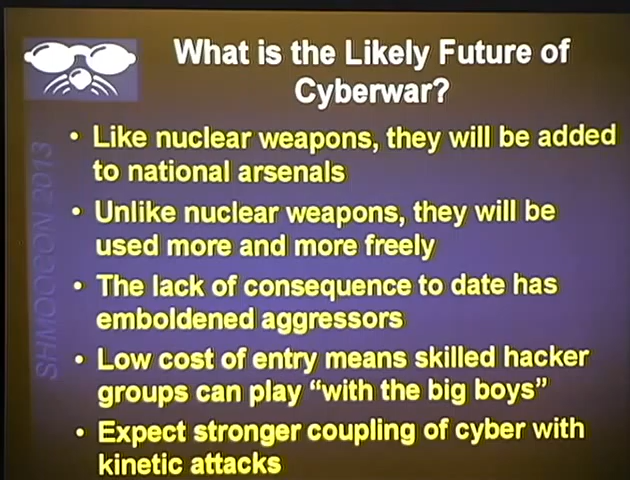 What is the Likely Future of
Cyberwar?
• Like nuclear weapons, they will be added
to national arsenals
• Unlike nuclear weapons, they will be
used more and more freely
• The lack of consequence to date has
emboldened aggressors
• Low cost of entry means skilled hacker
groups can play “with the big boys”
• Expect stronger coupling of cyber with
kinetic attacks
SHMOOCON 2013